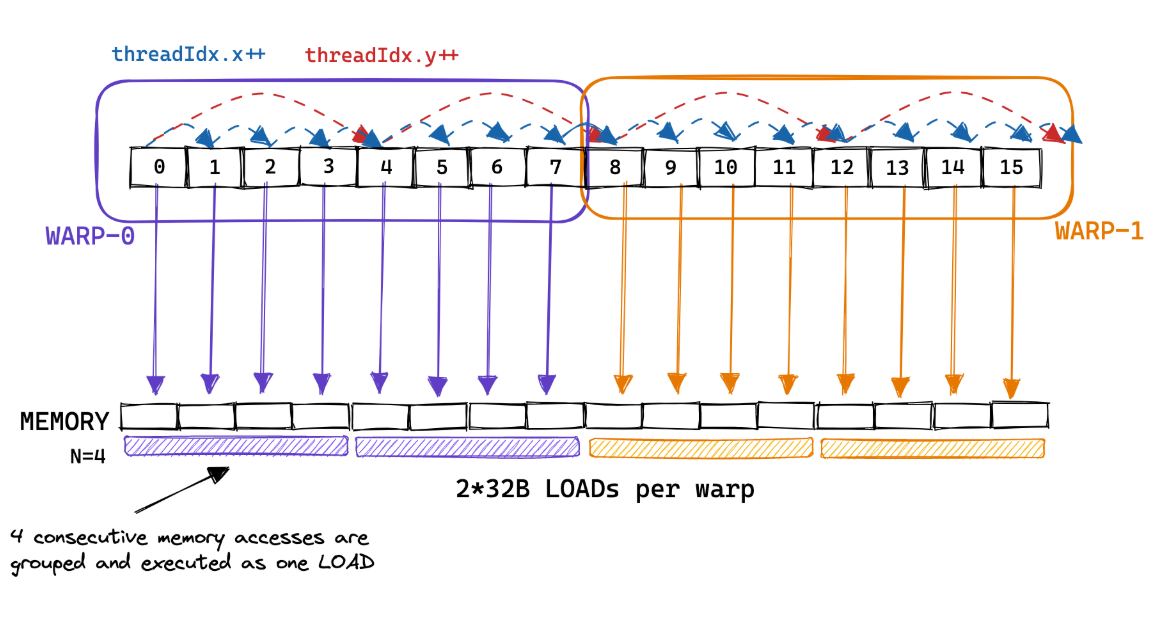 threadIdx.x++ threadIdx.y++
0 1 2 3 4 5 6 7 8 9 10 11 12 13 14 15
WARP-0 WARP-1
MEMORY
N=4
2*32B LOADs per warp
4 consecutive memory accesses are
grouped and executed as one LOAD